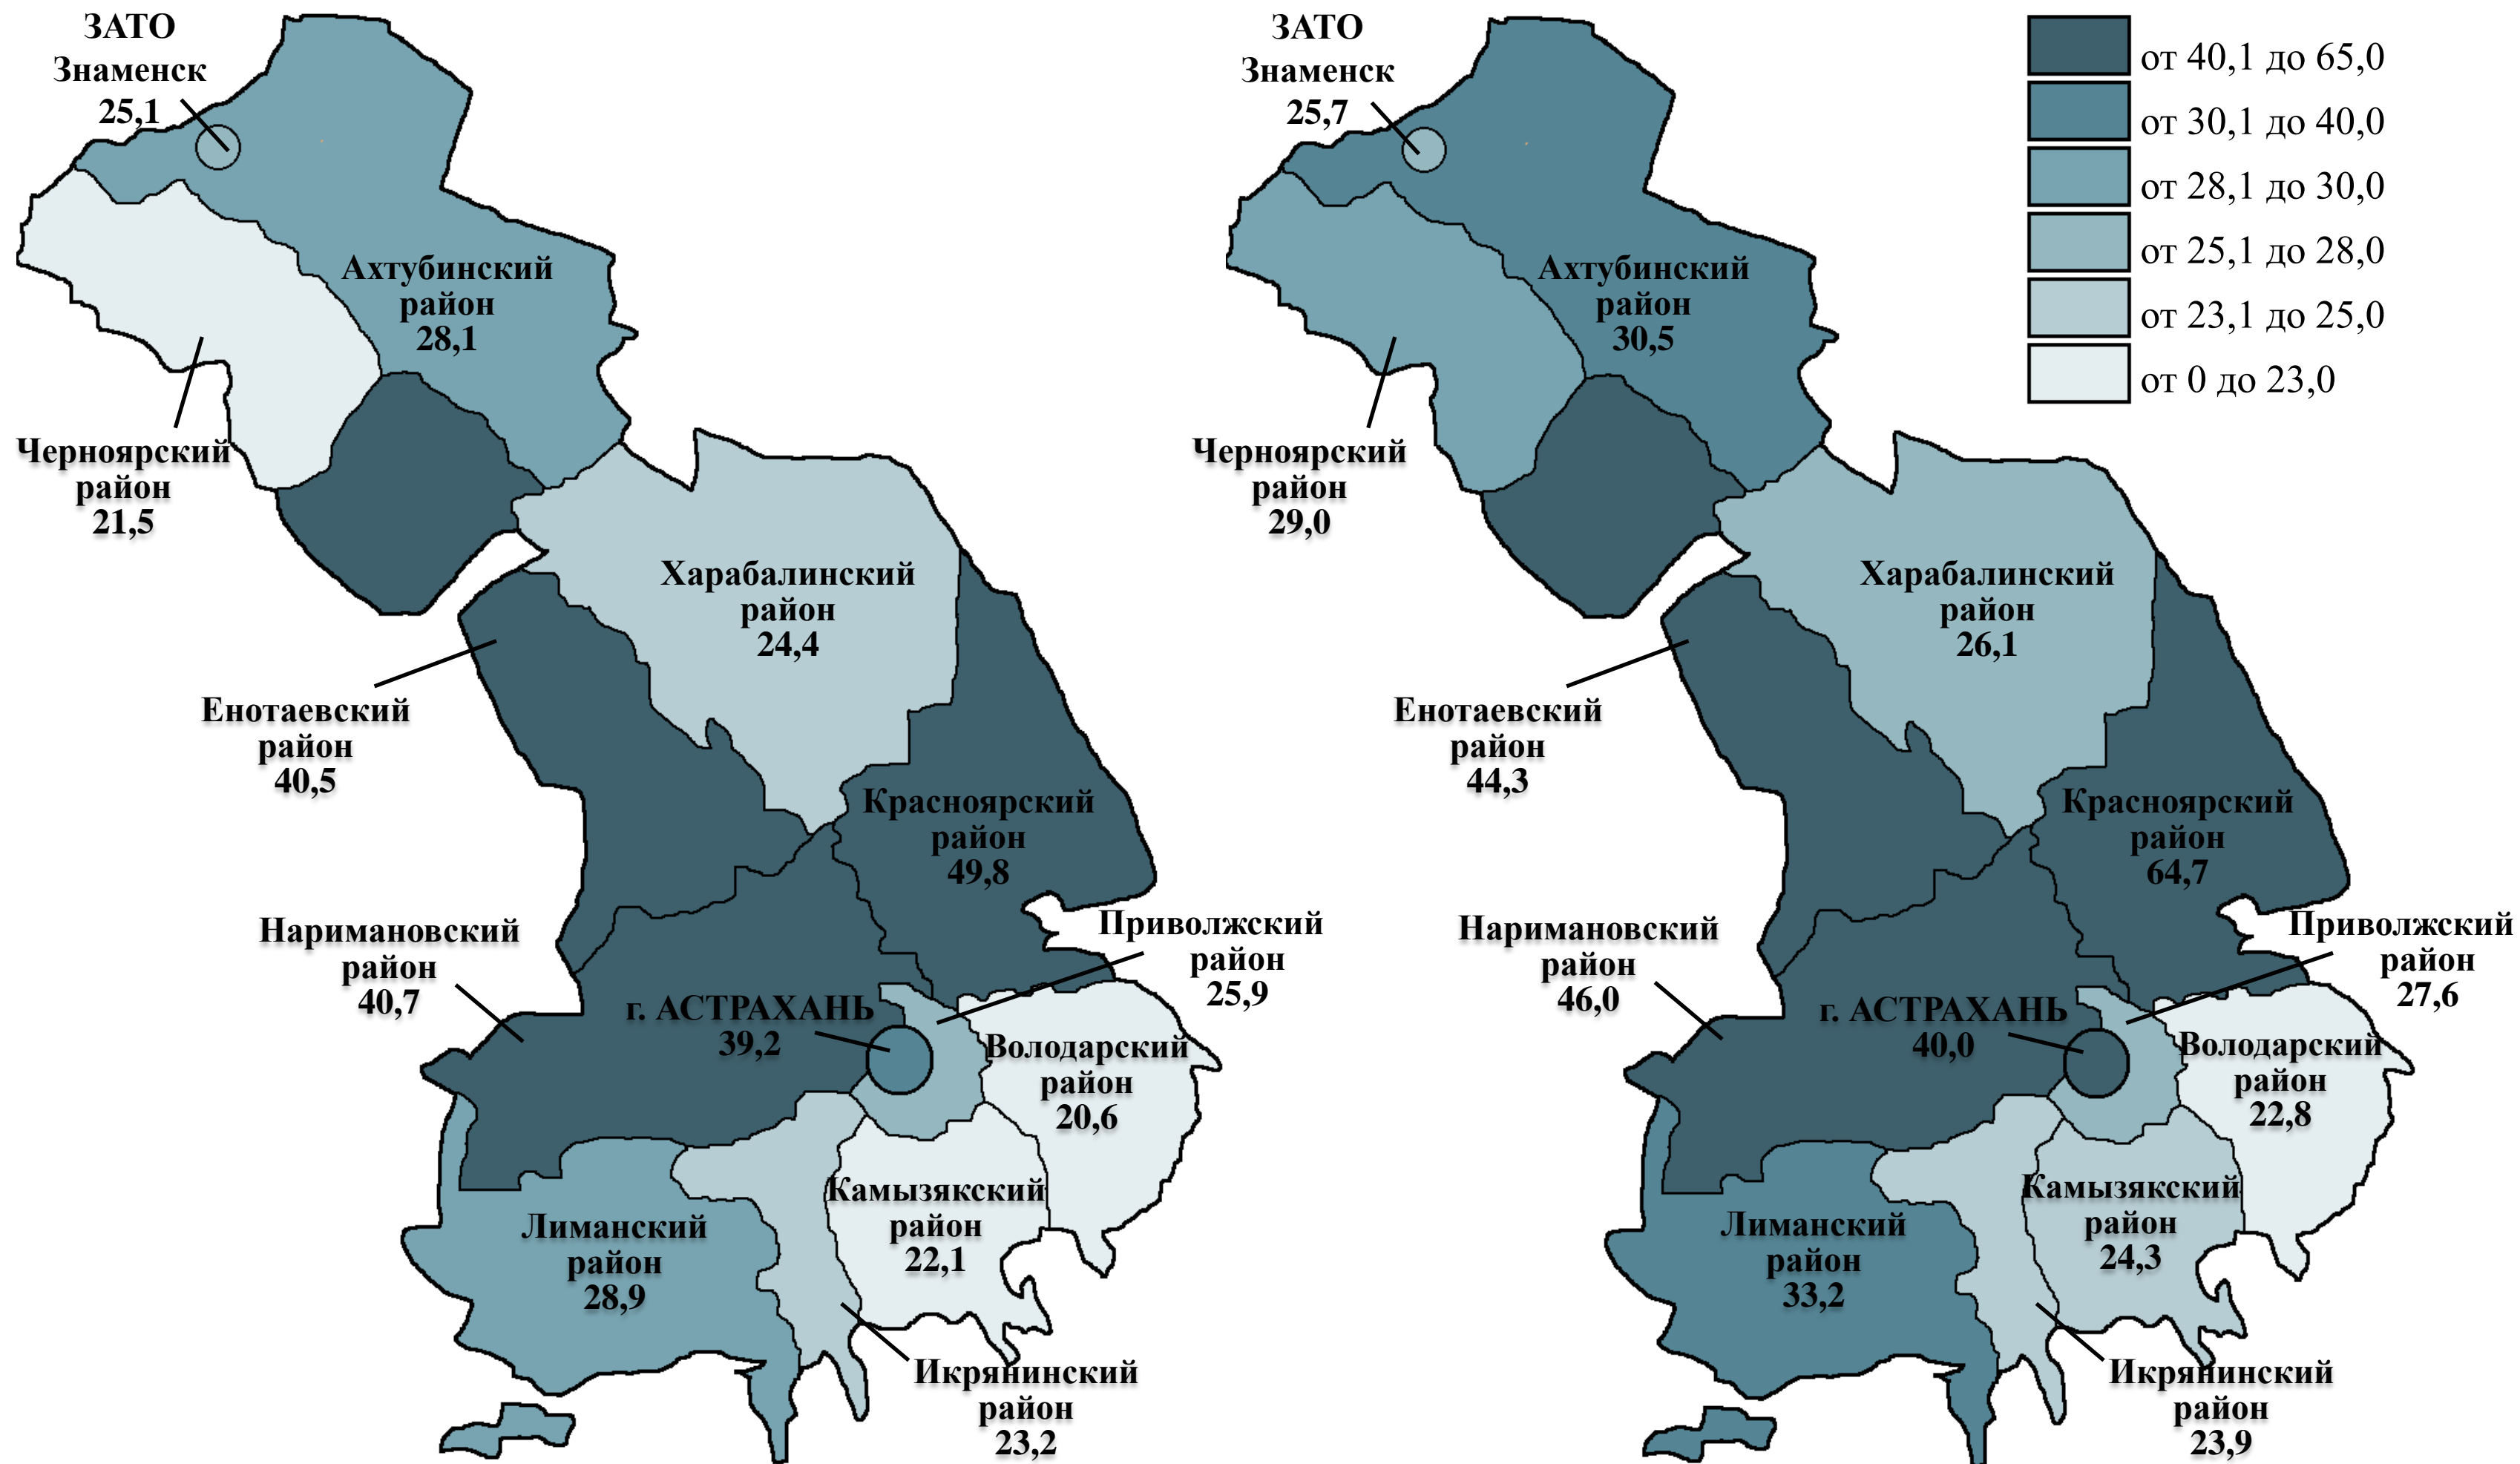 ЗАТО
Знаменск
25,1
Ахтубинский
район
28,1
Черноярский
район
21,5
Харабалинский
район
24,4
Енотаевский
район
40,5
Красноярский
район
49,8
Наримановский
район
40,7
Приволжский
район
25,9
г. АСТРАХАНЬ
39,2
Володарский
район
20,6
Камызякский
район
22,1
Лиманский
район
28,9
Икрянинский
район
23,2
ЗАТО
Знаменск
25,7
Ахтубинский
район
30,5
Черноярский
район
29,0
Харабалинский
район
26,1
Енотаевский
район
44,3
Красноярский
район
64,7
Наримановский
район
46,0
Приволжский
район
27,6
г. АСТРАХАНЬ
40,0
Володарский
район
22,8
Камызякский
район
24,3
Лиманский
район
33,2
Икрянинский
район
23,9
от 40,1 до 65,0
от 30,1 до 40,0
от 28,1 до 30,0
от 25,1 до 28,0
от 23,1 до 25,0
от 0 до 23,0